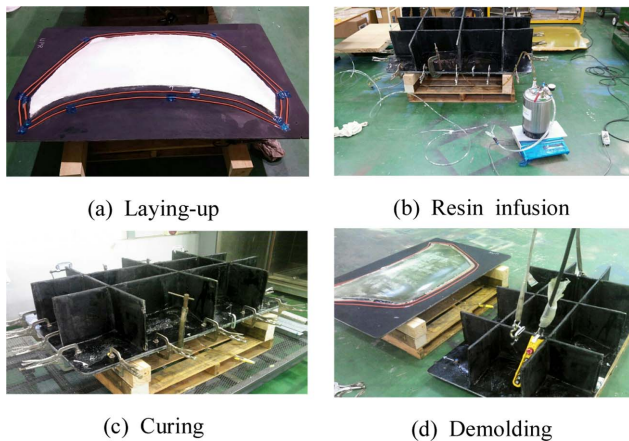 (a) Laying-up
(b) Resin infusion
(c) Curing
(d) Demolding